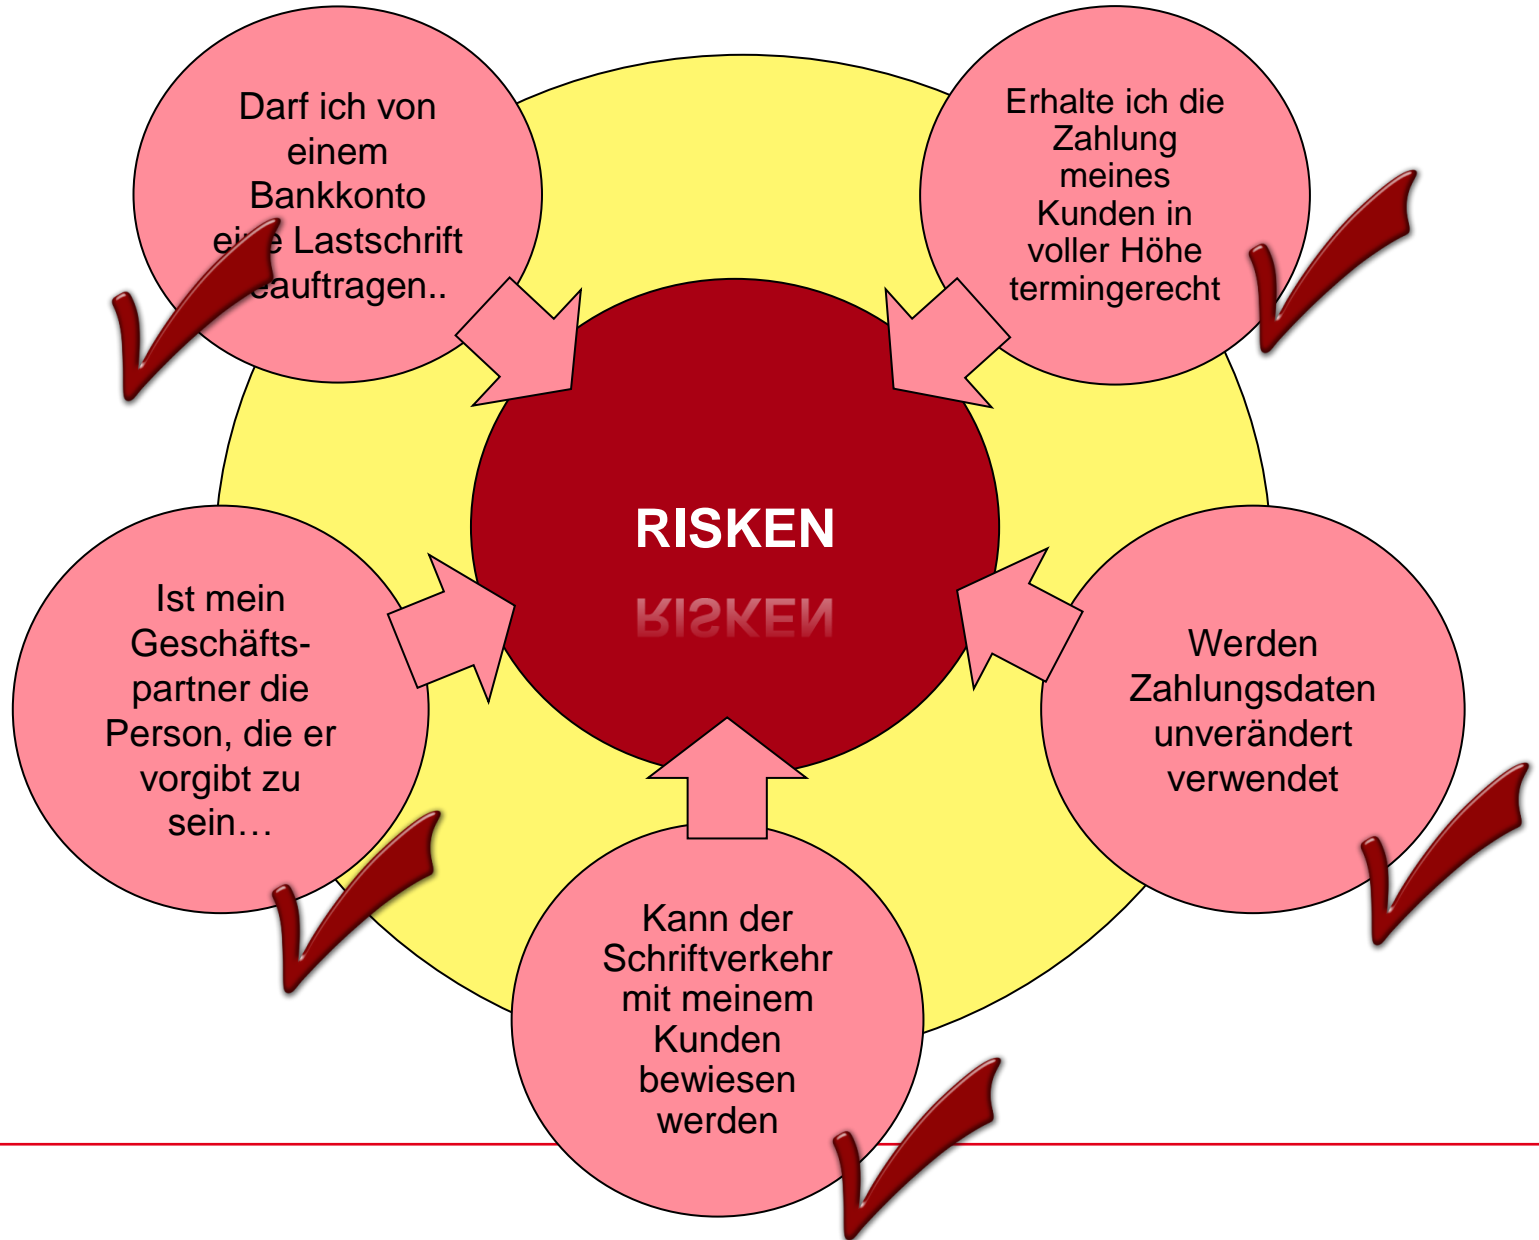 Darf ich von
einem
Bankkonto
eine Lastschrift
beauftragen..
Erhalte ich die
Zahlung
meines
Kunden in
voller Höhe
termingerecht
RISKEN
Ist mein
Geschäfts-
partner die
Person, die er
vorgibt zu
sein…
Werden
Zahlungsdaten
unverändert
verwendet
Kann der
Schriftverkehr
mit meinem
Kunden
bewiesen
werden